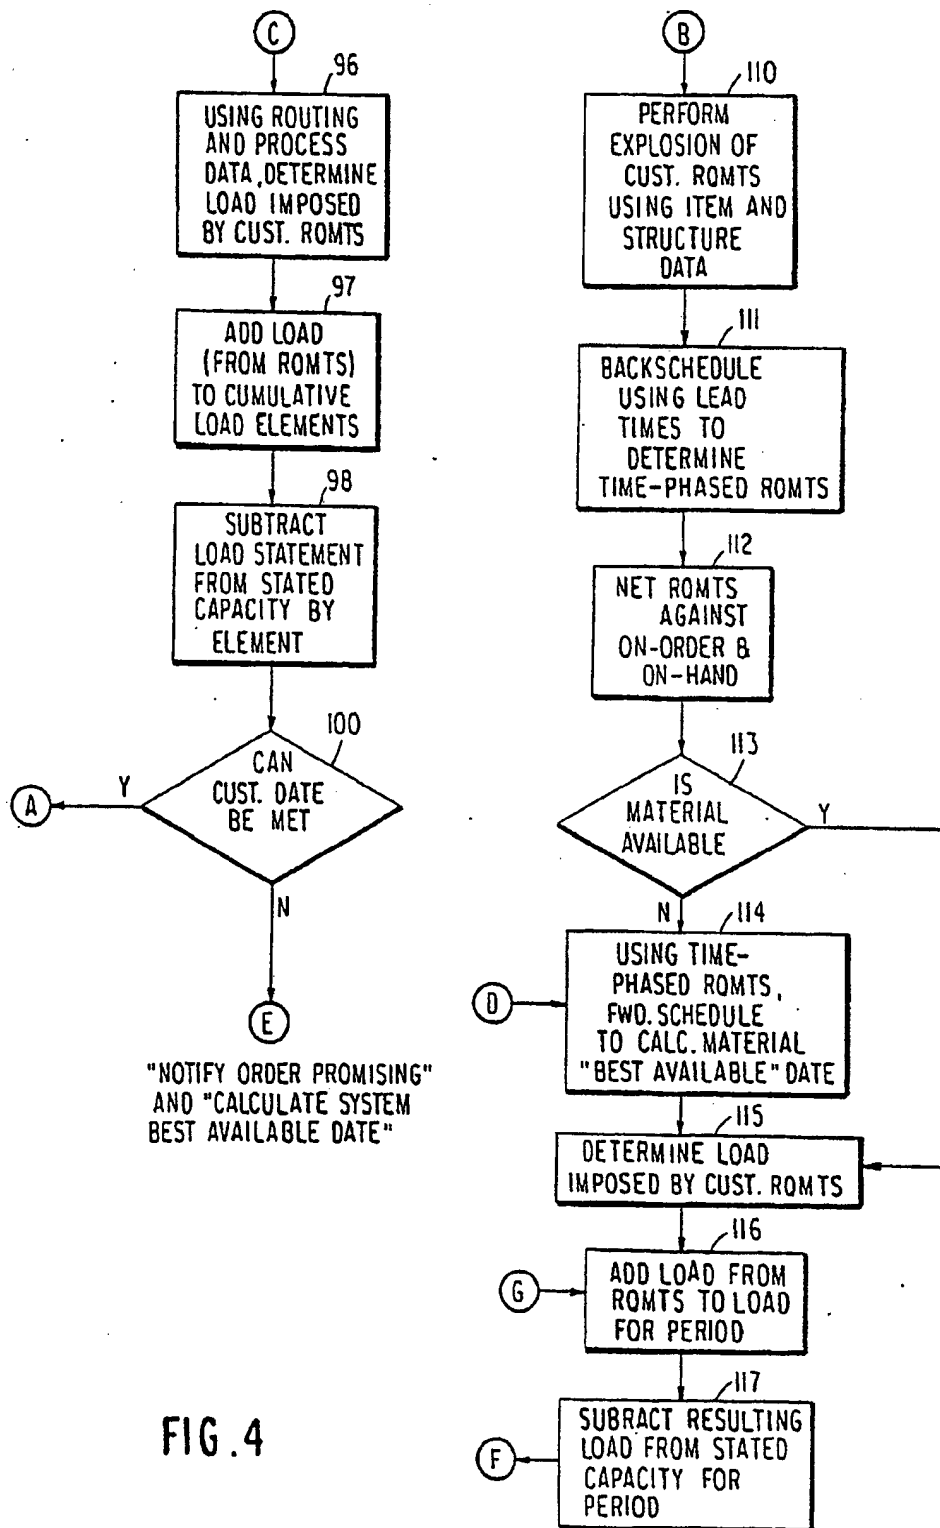 C
96
USING ROUTING
AND PROCESS
DATA, DETERMINE
LOAD IMPOSED
BY CUST. RQMTS
97
ADD LOAD
(FROM RQMTS)
TO CUMULATIVE
LOAD ELEMENTS
98
SUBTRACT
LOAD STATEMENT
FROM STATED
CAPACITY BY
ELEMENT
100
CAN
CUST. DATE
BE MET
Y
A
N
E
"NOTIFY ORDER PROMISING"
AND "CALCULATE SYSTEM
BEST AVAILABLE DATE"
B
110
PERFORM
EXPLOSION OF
CUST. RQMTS
USING ITEM AND
STRUCTURE
DATA
111
BACKSCHEDULE
USING LEAD
TIMES TO
DETERMINE
TIME-PHASED RQMTS
112
NET RQMTS
AGAINST
ON-ORDER &
ON-HAND
113
IS
MATERIAL
AVAILABLE
Y
N
114
USING TIME-
PHASED RQMTS,
FWD. SCHEDULE
TO CALC. MATERIAL
"BEST AVAILABLE" DATE
D
115
DETERMINE LOAD
IMPOSED BY CUST. RQMTS
116
ADD LOAD FROM
RQMTS TO LOAD
FOR PERIOD
G
117
SUBRACT RESULTING
LOAD FROM STATED
CAPACITY FOR
PERIOD
F
FIG.4